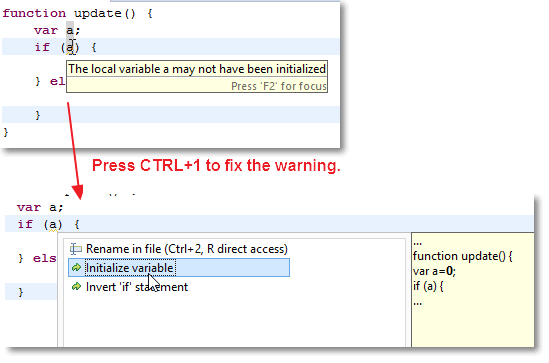 function update() {
var a;
if (a) {
The local variable a may not have been initialized
Press 'F2' for focus
} el
}
}
Press CTRL+1 to fix the warning.
var a;
if (a) {
} els
}
Rename in file (Ctrl+2, R direct access)
Initialize variable
Invert 'if' statement
...
function update() {
var a=0;
if (a) {
...